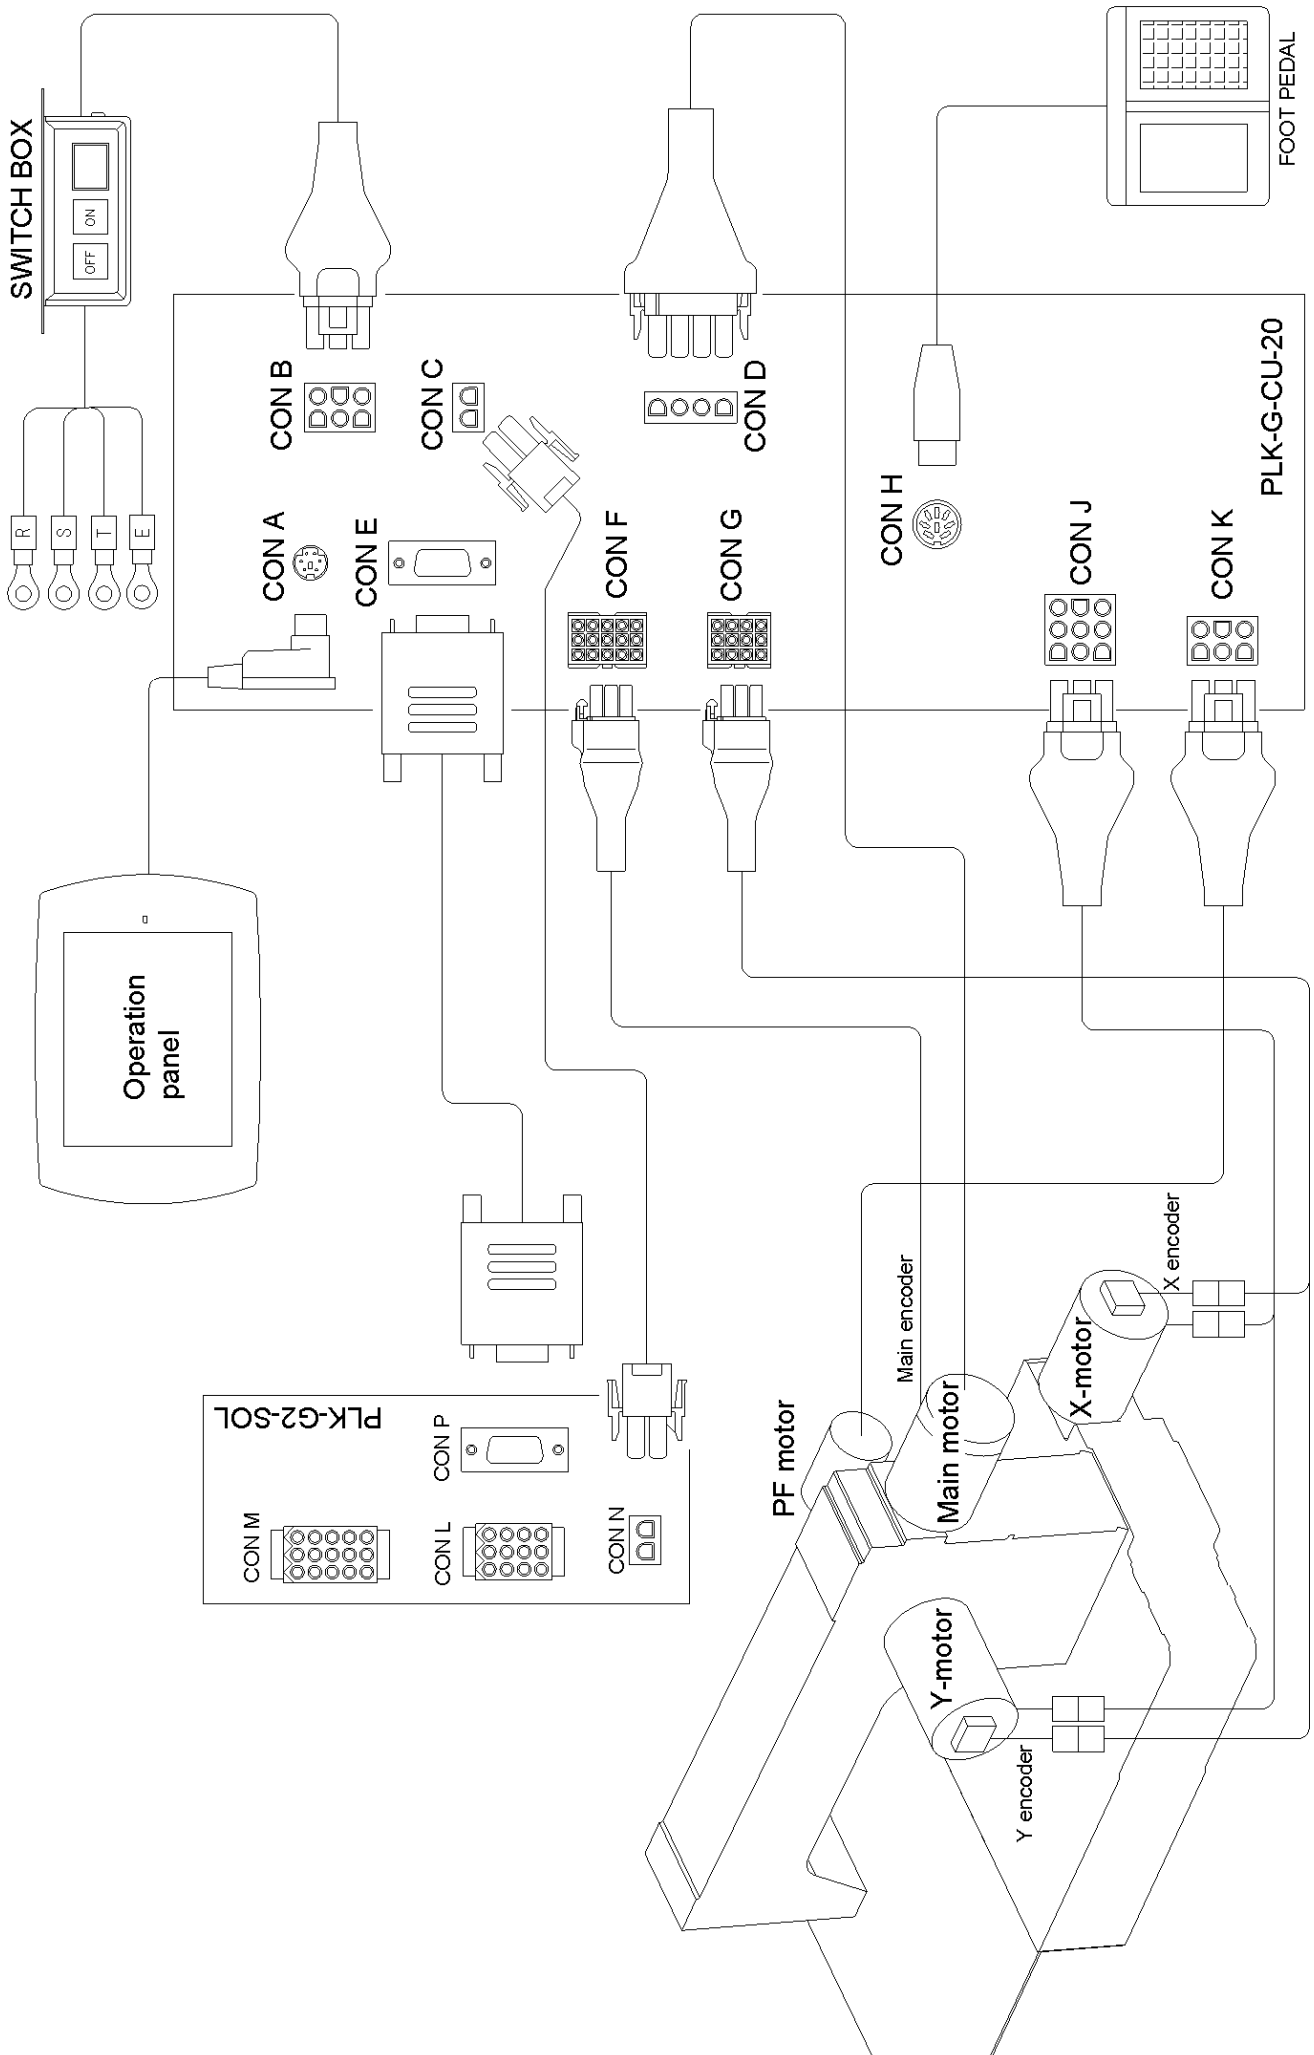 SWITCH BOX
OFF
ON
R
S
T
E
FOOT PEDAL
CON B
CON C
CON D
CON A
CON E
CON F
CON G
CON H
CON J
CON K
PLK-G-CU-20
Operation
panel
PLK-G2-SOL
CON M
CON P
CON L
CON N
PF motor
Main encoder
Main motor
X-motor
X encoder
Y-motor
Y encoder